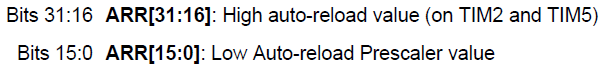 Bits 31:16 ARR[31:16]: High auto-reload value (on TIM2 and TIM5)
Bits 15:0 ARR[15:0]: Low Auto-reload Prescaler value